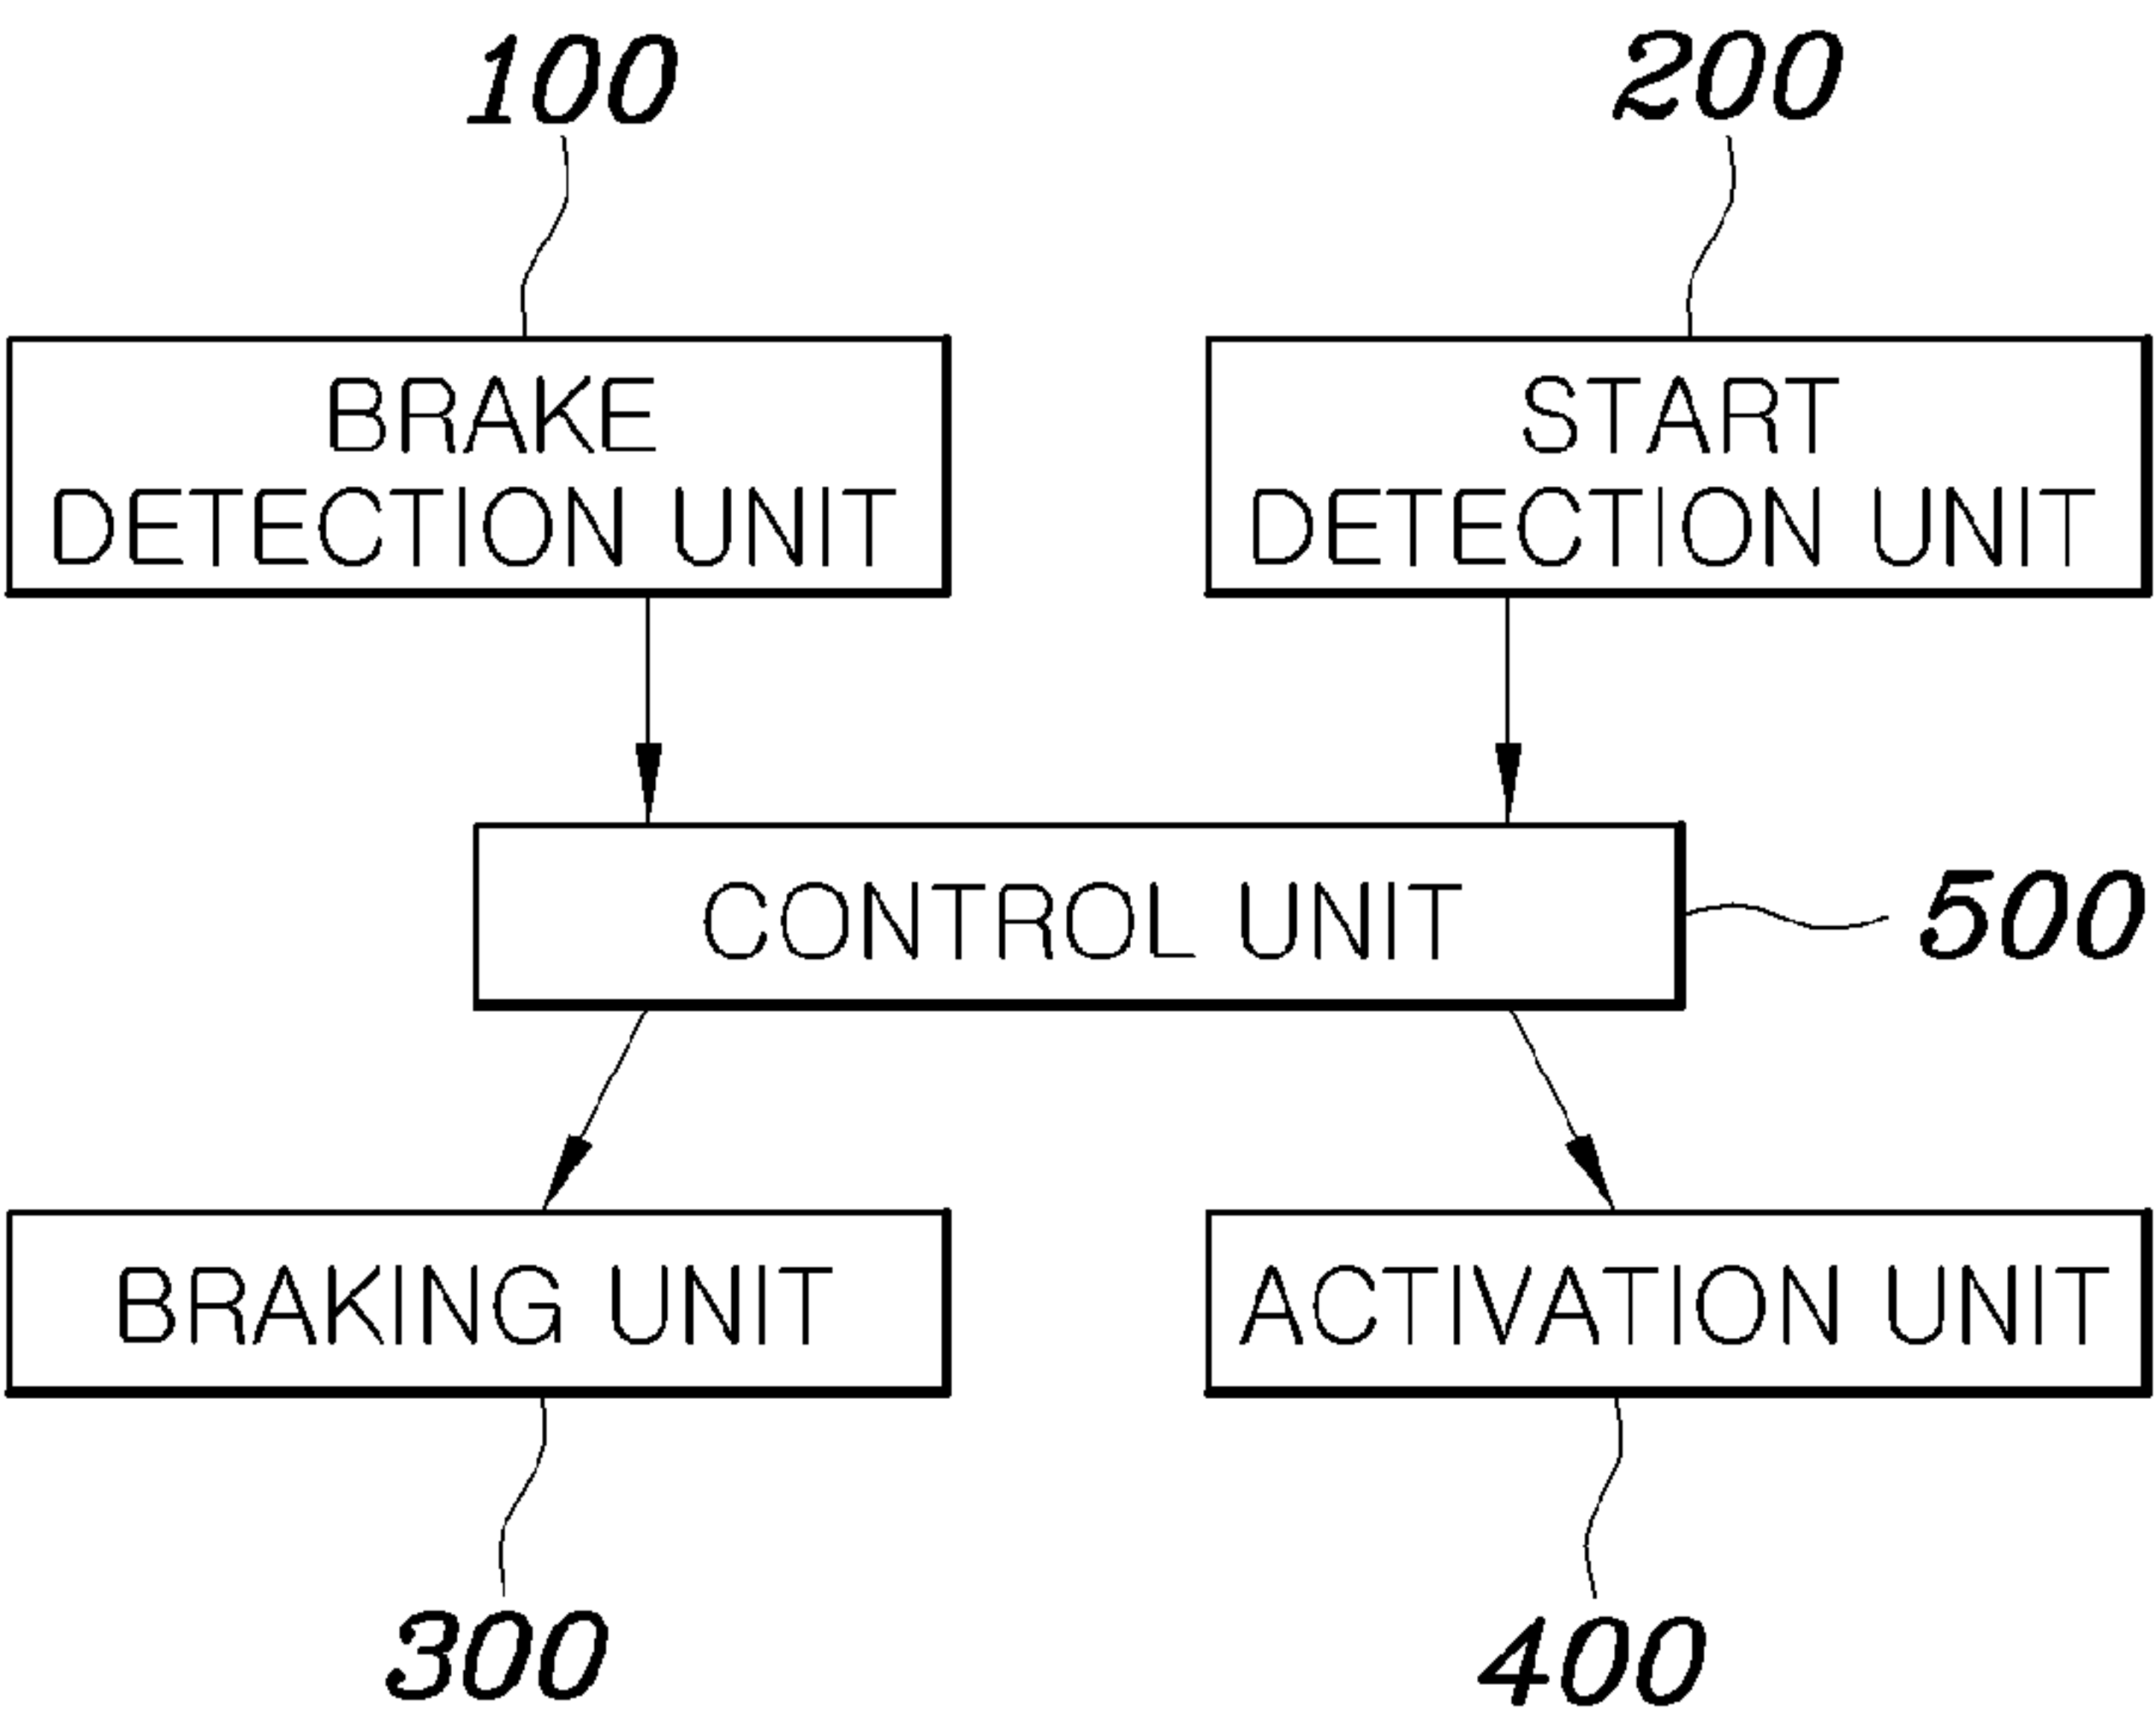 100
200
BRAKE
DETECTION UNIT
START
DETECTION UNIT
CONTROL UNIT
500
BRAKING UNIT
ACTIVATION UNIT
300
400